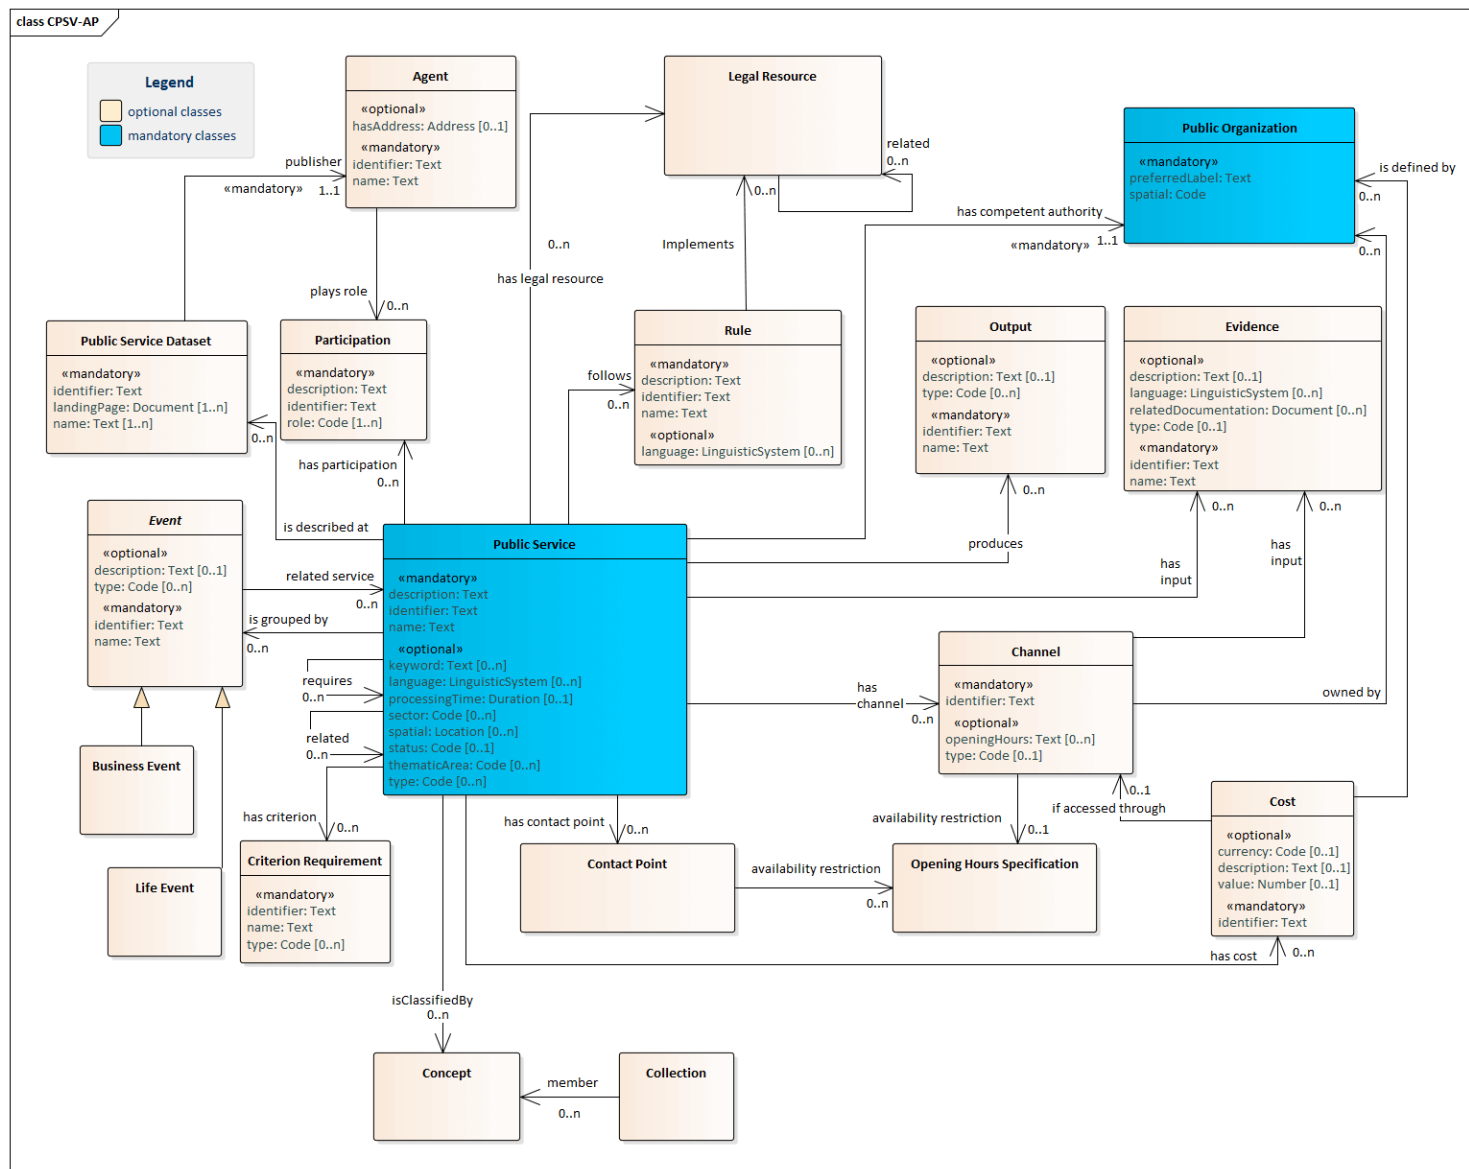 class CPSV-AP
Legend
optional classes
mandatory classes
Agent
«optional»
hasAddress: Address [0..1]
«mandatory»
identifier: Text
name: Text
publisher
«mandatory»
1..1
plays role
0..n
Legal Resource
related
0..n
0..n
Implements
0..n
has legal resource
Public Organization
«mandatory»
preferredLabel: Text
spatial: Code
is defined by
0..n
0..n
has competent authority
«mandatory»
1..1
Public Service Dataset
«mandatory»
identifier: Text
landingPage: Document [1..n]
name: Text [1..n]
0..n
is described at
Participation
«mandatory»
description: Text
identifier: Text
role: Code [1..n]
has participation
0..n
follows
0..n
Rule
«mandatory»
description: Text
identifier: Text
name: Text
«optional»
language: LinguisticSystem [0..n]
Output
«optional»
description: Text [0..1]
type: Code [0..n]
«mandatory»
identifier: Text
name: Text
0..n
produces
Evidence
«optional»
description: Text [0..1]
language: LinguisticSystem [0..n]
relatedDocumentation: Document [0..n]
type: Code [0..1]
«mandatory»
identifier: Text
name: Text
0..n
0..n
has
input
has
input
Event
«optional»
description: Text [0..1]
type: Code [0..n]
«mandatory»
identifier: Text
name: Text
related service
0..n
is grouped by
0..n
requires
0..n
related
0..n
Public Service
«mandatory»
description: Text
identifier: Text
name: Text
«optional»
keyword: Text [0..n]
language: LinguisticSystem [0..n]
processingTime: Duration [0..1]
sector: Code [0..n]
spatial: Location [0..n]
status: Code [0..1]
thematicArea: Code [0..n]
type: Code [0..n]
has
channel
0..n
Channel
«mandatory»
identifier: Text
«optional»
openingHours: Text [0..n]
type: Code [0..1]
owned by
Business Event
Life Event
has criterion
0..n
Criterion Requirement
«mandatory»
identifier: Text
name: Text
type: Code [0..n]
has contact point
0..n
Contact Point
availability restriction
0..n
availability restriction
0..1
Opening Hours Specification
0..1
if accessed through
Cost
«optional»
currency: Code [0..1]
description: Text [0..1]
value: Number [0..1]
«mandatory»
identifier: Text
has cost
0..n
isClassifiedBy
0..n
Concept
member
0..n
Collection